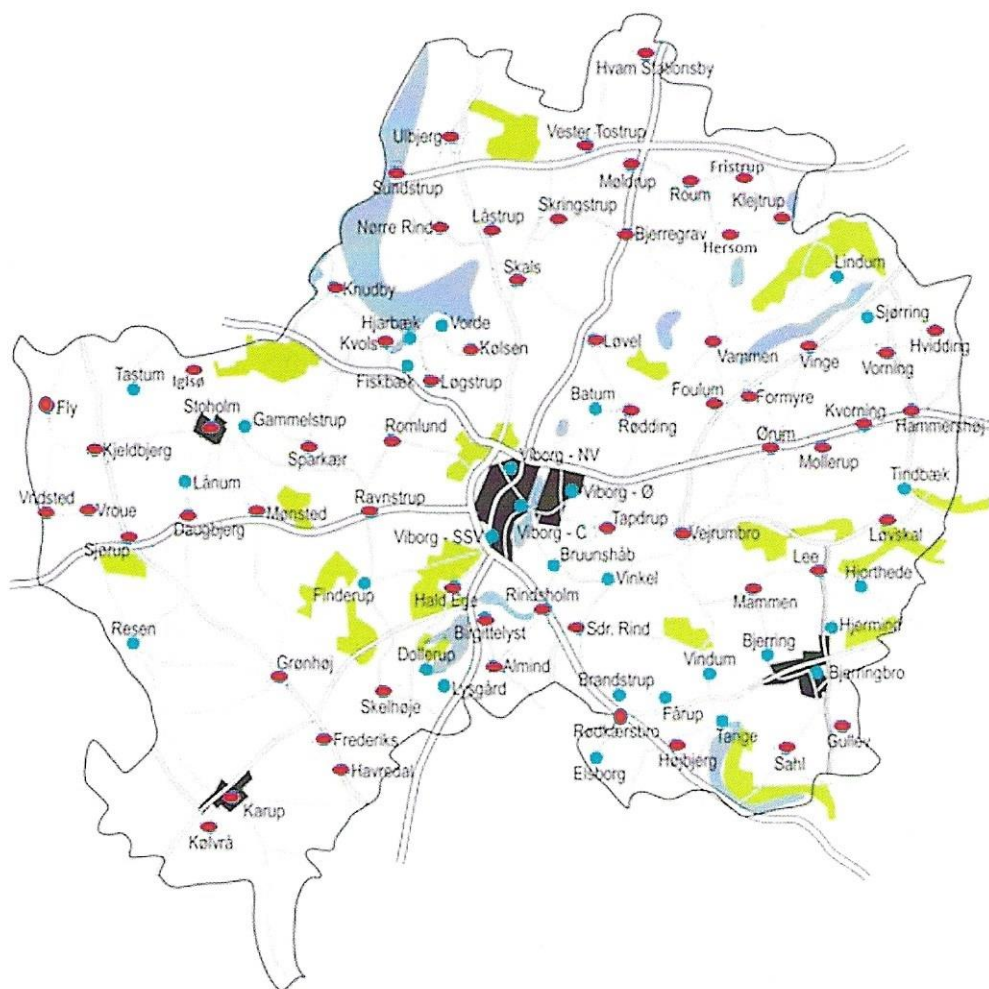 Hvam Stationsby
Ulbjerg
Vester Tostrup
Sundstrup
Møldrup
Fristrup
Roum
Klejtrup
Skringstrup
Nørre Rind
Låstrup
Bjerregrav
Hersom
Skals
Lindum
Knudby
Hjarbæk
Vorde
Sjørring
Kvols
Kølsen
Løvel
Vammen
Vinge
Hvidding
Vorning
Iglsø
Tastum
Fiskbæk
Løgstrup
Fly
Stoholm
Gammelstrup
Batum
Foulum
Formyre
Kvorning
Rødding
Hammershøj
Romlund
Kjeldbjerg
Sparkær
Ørum
Mollerup
Viborg - NV
Tindbæk
Lånum
Viborg - Ø
Vridsted
Vroue
Mønsted
Ravnstrup
Daugbjerg
Tapdrup
Løvskal
Sjørup
Viborg - SSV
Viborg - C
Vejrumbro
Bruunshåb
Lee
Vinkel
Hjorthede
Finderup
Hald Ege
Rindsholm
Mammen
Resen
Birgittelyst
Sdr. Rind
Hjermind
Bjerring
Dollerup
Almind
Vindum
Grønhøj
Bjerringbro
Lysgård
Brandstrup
Skelhøje
Fårup
Rødkærsbro
Tange
Gullev
Frederiks
Højbjerg
Sahl
Elsborg
Havredal
Karup
Kølvrå